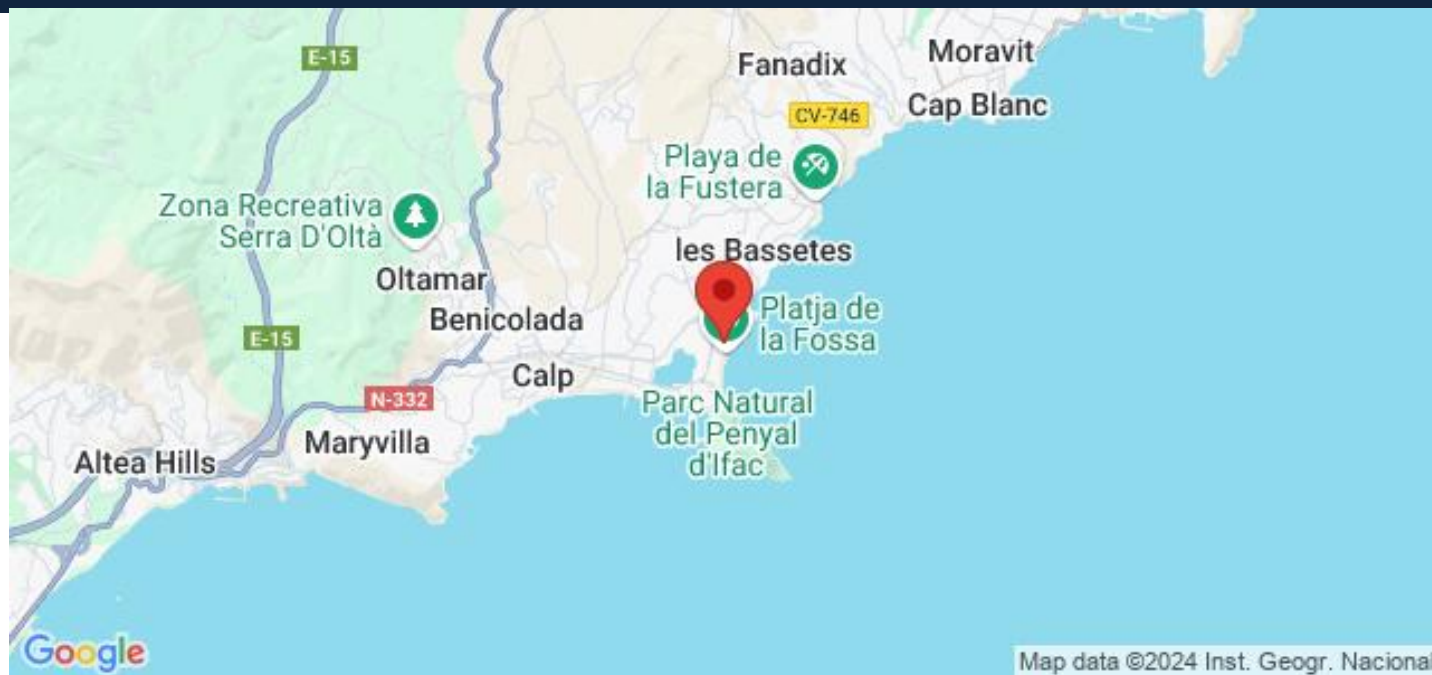 E-15
Fanadix
Moravit
Cap Blanc
CV-746
Playa de
la Fustera
Zona Recreativa
Serra D'Oltà
les Bassetes
Oltamar
Benicolada
Platja de
la Fossa
E-15
Calp
N-332
Parc Natural
del Penyal
d'Ifac
Maryvilla
Altea Hills
Google
Map data ©2024 Inst. Geogr. Nacional